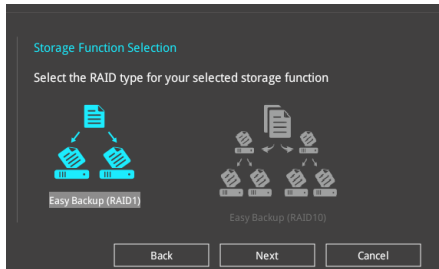 Storage Function Selection
Select the RAID type for your selected storage function
Easy Backup (RAID1)
Easy Backup (RAID10)
Back
Next
Cancel